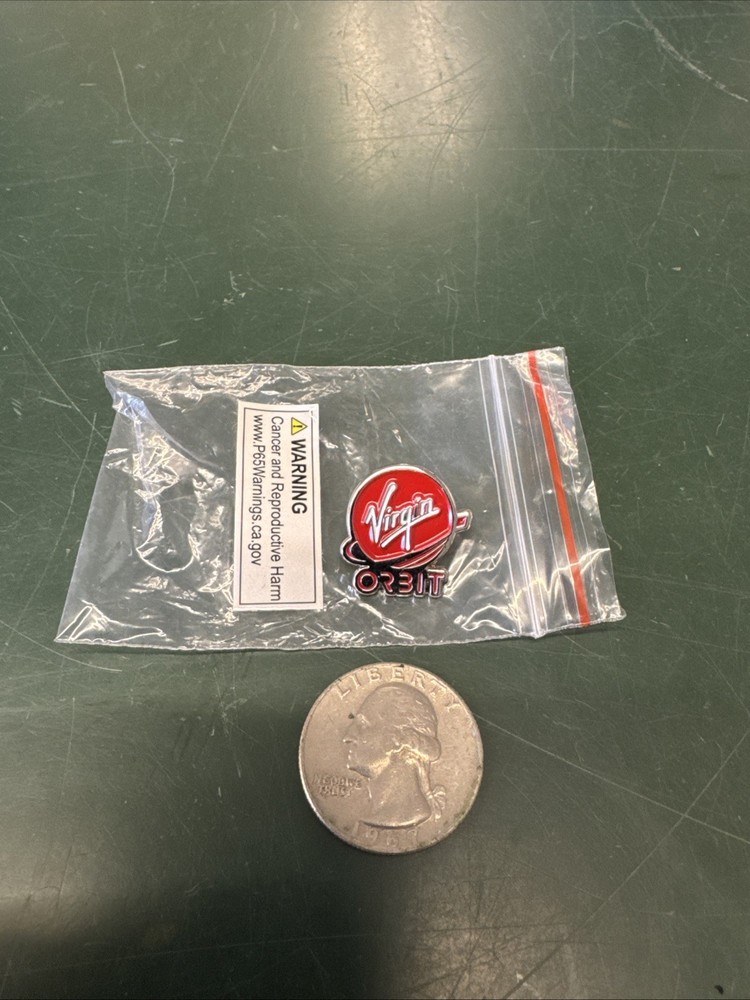 ⚠ WARNING
Cancer and Reproductive Harm
www.P65Warnings.ca.gov
Virgin
ORBIT
LIBERTY
IN GOD WE
TRUST